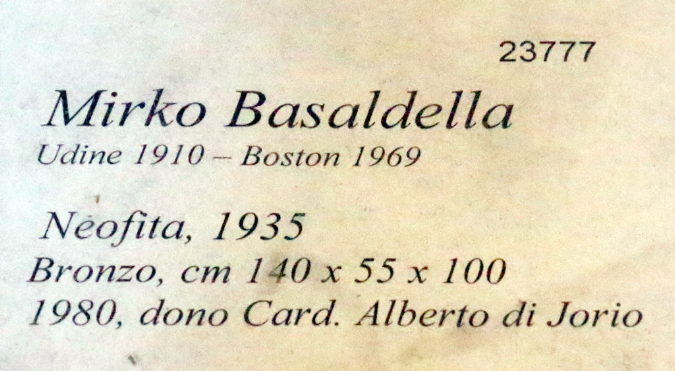 23777
Mirko Basaldella
Udine 1910 – Boston 1969
Neofita, 1935
Bronzo, cm 140 x 55 x 100
1980, dono Card. Alberto di Jorio